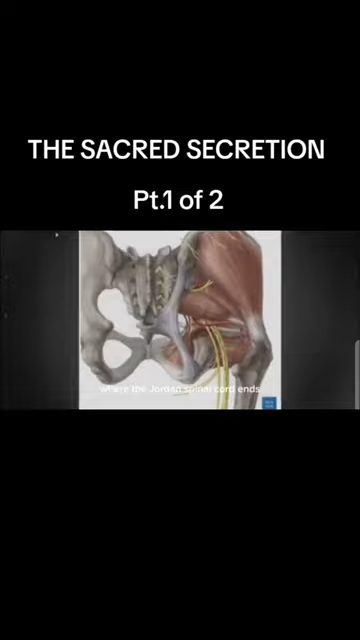 THE SACRED SECRETION
Pt.1 of 2
where the Jordan spinal cord ends